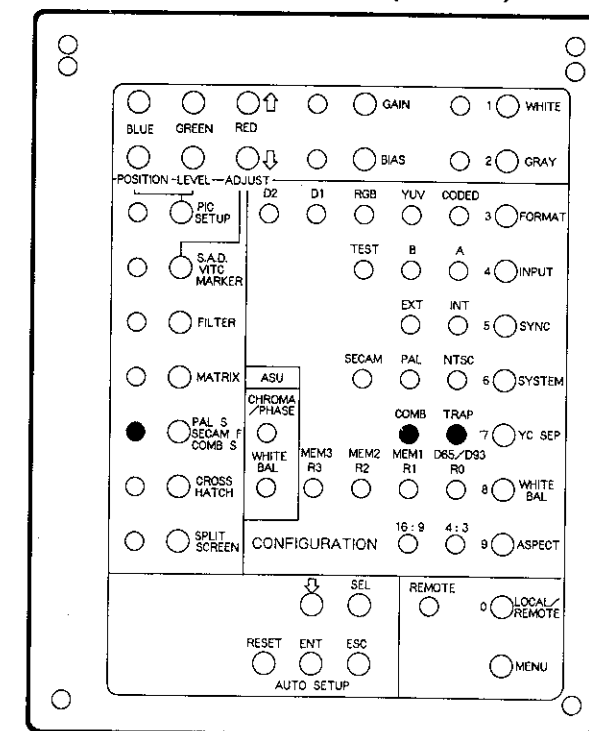 GAIN
1 WHITE
BLUE GREEN RED
BIAS
2 GRAY
POSITION LEVEL ADJUST
D2 D1 RGB YUV CODED
PIC
SETUP
3 FORMAT
TEST B A
S.A.D.
VITC
MARKER
4 INPUT
EXT INT
FILTER
5 SYNC
SECAM PAL NTSC
MATRIX
ASU
6 SYSTEM
CHROMA
/PHASE
COMB TRAP
PAL S
SECAM F
COMB S
7 YC SEP
WHITE
BAL
MEM3 MEM2 MEM1 D65/D93
R3 R2 R1 R0
CROSS
HATCH
8 WHITE
BAL
16:9 4:3
SPLIT
SCREEN
CONFIGURATION
9 ASPECT
SEL
REMOTE
0 LOCAL/
REMOTE
RESET ENT ESC
MENU
AUTO SETUP